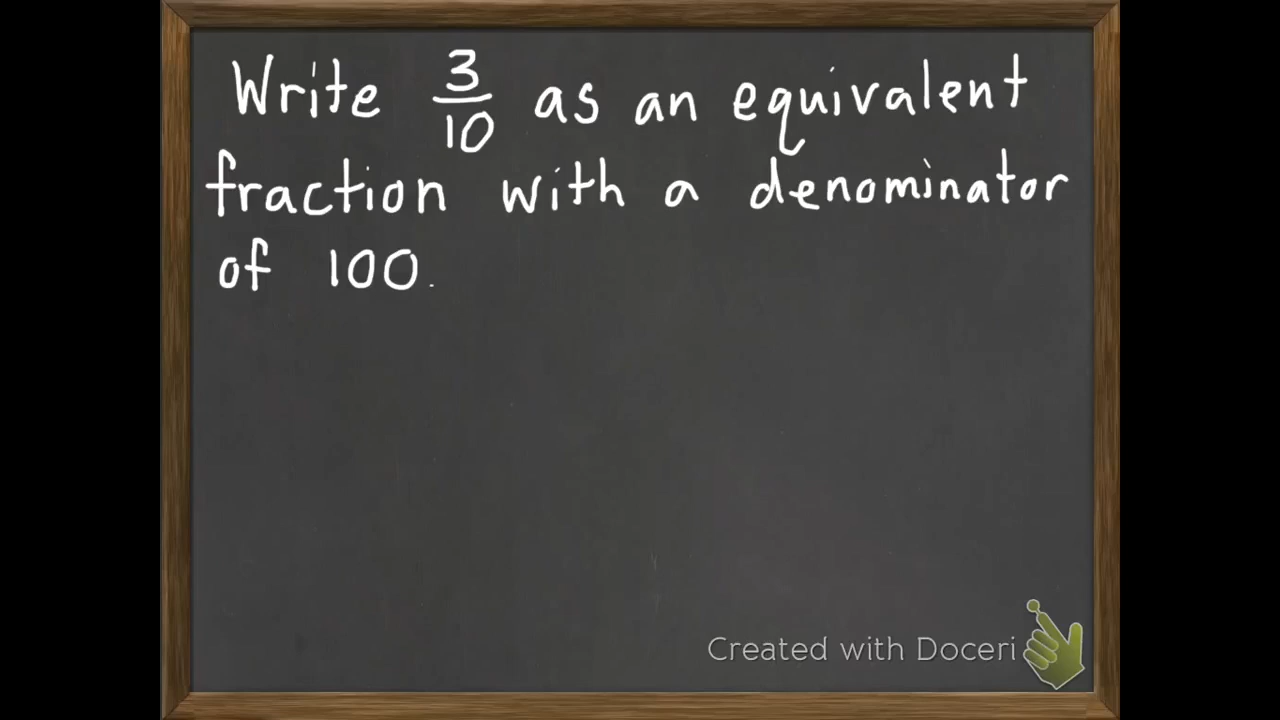 Write 3/10 as an equivalent
fraction with a denominator
of 100.
Created with Doceri